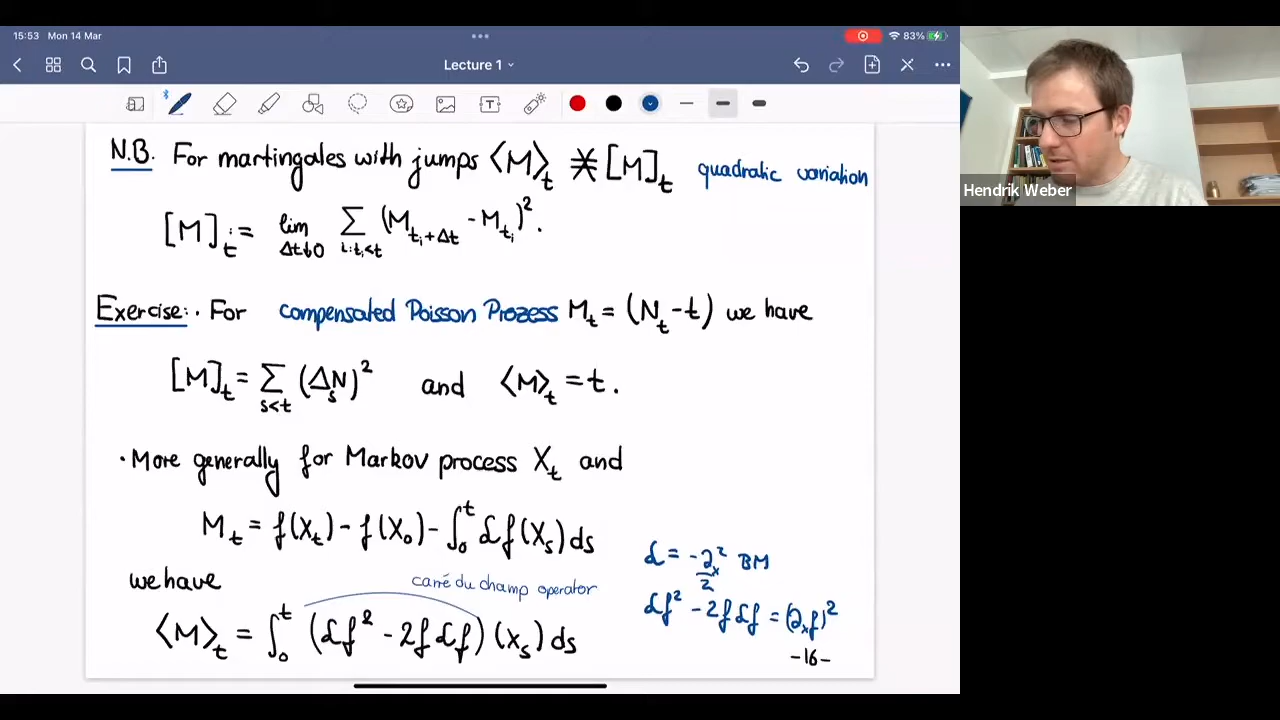 15:53 Mon 14 Mar
83%
Lecture 1
N.B. For martingales with jumps ⟨M⟩_t ≠ [M]_t quadratic variation
[M]_t := lim_{Δt↓0} Σ_{i:t_i<t} (M_{t_i+Δt} - M_{t_i})².
Exercise: · For compensated Poisson Prozess M_t = (N_t - t) we have
[M]_t = Σ_{s<t} (Δ_s N)² and ⟨M⟩_t = t.
· More generally for Markov process X_t and
M_t = f(X_t) - f(X_0) - ∫_0^t ℒf(X_s) ds
we have
carré du champ operator
⟨M⟩_t = ∫_0^t (ℒf² - 2fℒf)(X_s) ds
ℒ = -∂_x²/2 BM
ℒf² - 2fℒf = (∂_x f)²
-16-
Hendrik Weber